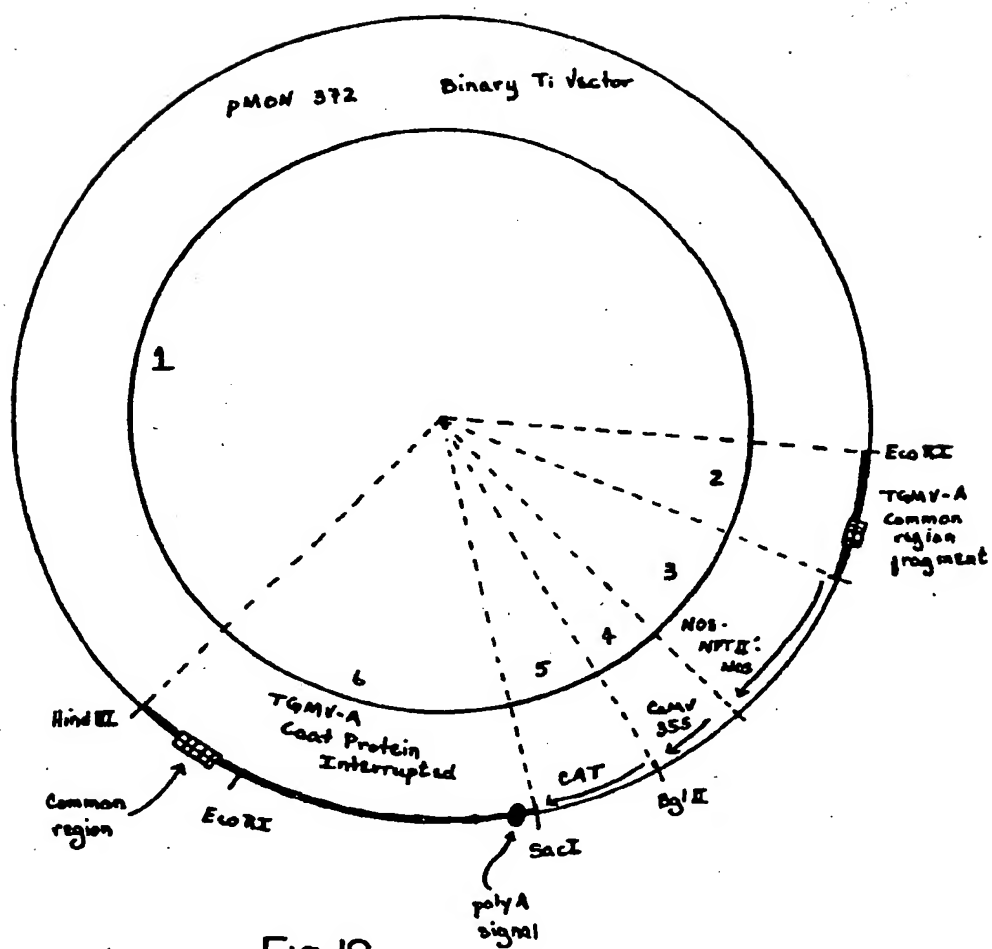 pMON 372 Binary Ti Vector
1
2
EcoRI
TGMV-A
Common
region
fragment
3
NOS-
NPTII:
NOS
4
CaMV
35S
BglII
5
CAT
SacI
polyA
signal
6
TGMV-A
Coat Protein
Interrupted
EcoRI
HindIII
Common
region